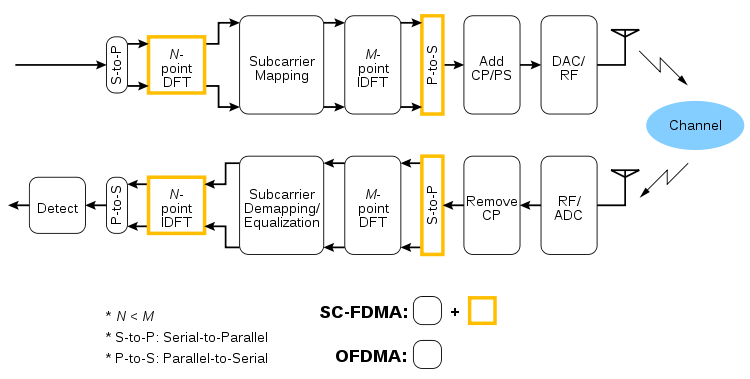 S-to-P
N-
point
DFT
Subcarrier
Mapping
M-
point
IDFT
P-to-S
Add
CP/PS
DAC/
RF
Channel
Detect
P-to-S
N-
point
IDFT
Subcarrier
Demapping/
Equalization
M-
point
DFT
S-to-P
Remove
CP
RF/
ADC
* N < M
* S-to-P: Serial-to-Parallel
* P-to-S: Parallel-to-Serial
SC-FDMA: +
OFDMA: